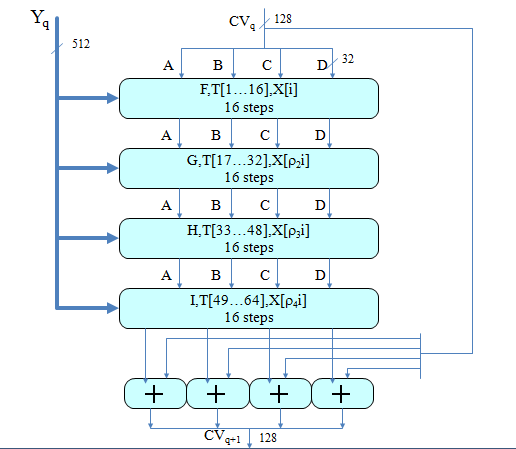 Yq
512
CVq 128
A B C D 32
F,T[1…16],X[i]
16 steps
A B C D
G,T[17…32],X[ρ2i]
16 steps
A B C D
H,T[33…48],X[ρ3i]
16 steps
A B C D
I,T[49…64],X[ρ4i]
16 steps
+ + + +
CVq+1 128